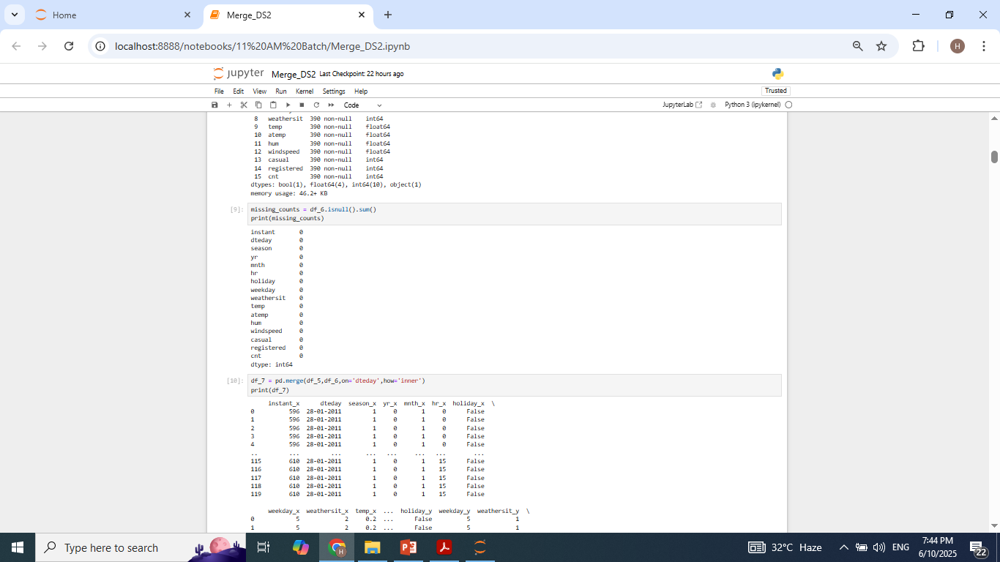 Home
Merge_DS2
localhost:8888/notebooks/11%20AM%20Batch/Merge_DS2.ipynb
H
jupyter Merge_DS2 Last Checkpoint: 22 hours ago
File Edit View Run Kernel Settings Help
Trusted
Code
JupyterLab
Python 3 (ipykernel)
8 weathersit 390 non-null int64
9 temp 390 non-null float64
10 atemp 390 non-null float64
11 hum 390 non-null float64
12 windspeed 390 non-null float64
13 casual 390 non-null int64
14 registered 390 non-null int64
15 cnt 390 non-null int64
dtypes: bool(1), float64(4), int64(10), object(1)
memory usage: 46.2+ KB
[9]: missing_counts = df_6.isnull().sum()
print(missing_counts)
instant 0
dteday 0
season 0
yr 0
mnth 0
hr 0
holiday 0
weekday 0
weathersit 0
temp 0
atemp 0
hum 0
windspeed 0
casual 0
registered 0
cnt 0
dtype: int64
[10]: df_7 = pd.merge(df_5,df_6,on='dteday',how='inner')
print(df_7)
instant_x dteday season_x yr_x mnth_x hr_x holiday_x \
0 596 28-01-2011 1 0 1 0 False
1 596 28-01-2011 1 0 1 0 False
2 596 28-01-2011 1 0 1 0 False
3 596 28-01-2011 1 0 1 0 False
4 596 28-01-2011 1 0 1 0 False
.. ... ... ... ... ... ... ...
115 610 28-01-2011 1 0 1 15 False
116 610 28-01-2011 1 0 1 15 False
117 610 28-01-2011 1 0 1 15 False
118 610 28-01-2011 1 0 1 15 False
119 610 28-01-2011 1 0 1 15 False
weekday_x weathersit_x temp_x ... holiday_y weekday_y weathersit_y \
0 5 2 0.2 ... False 5 1
1 5 2 0.2 ... False 5 1
Type here to search
32°C Haze
ENG
7:44 PM
6/10/2025
22